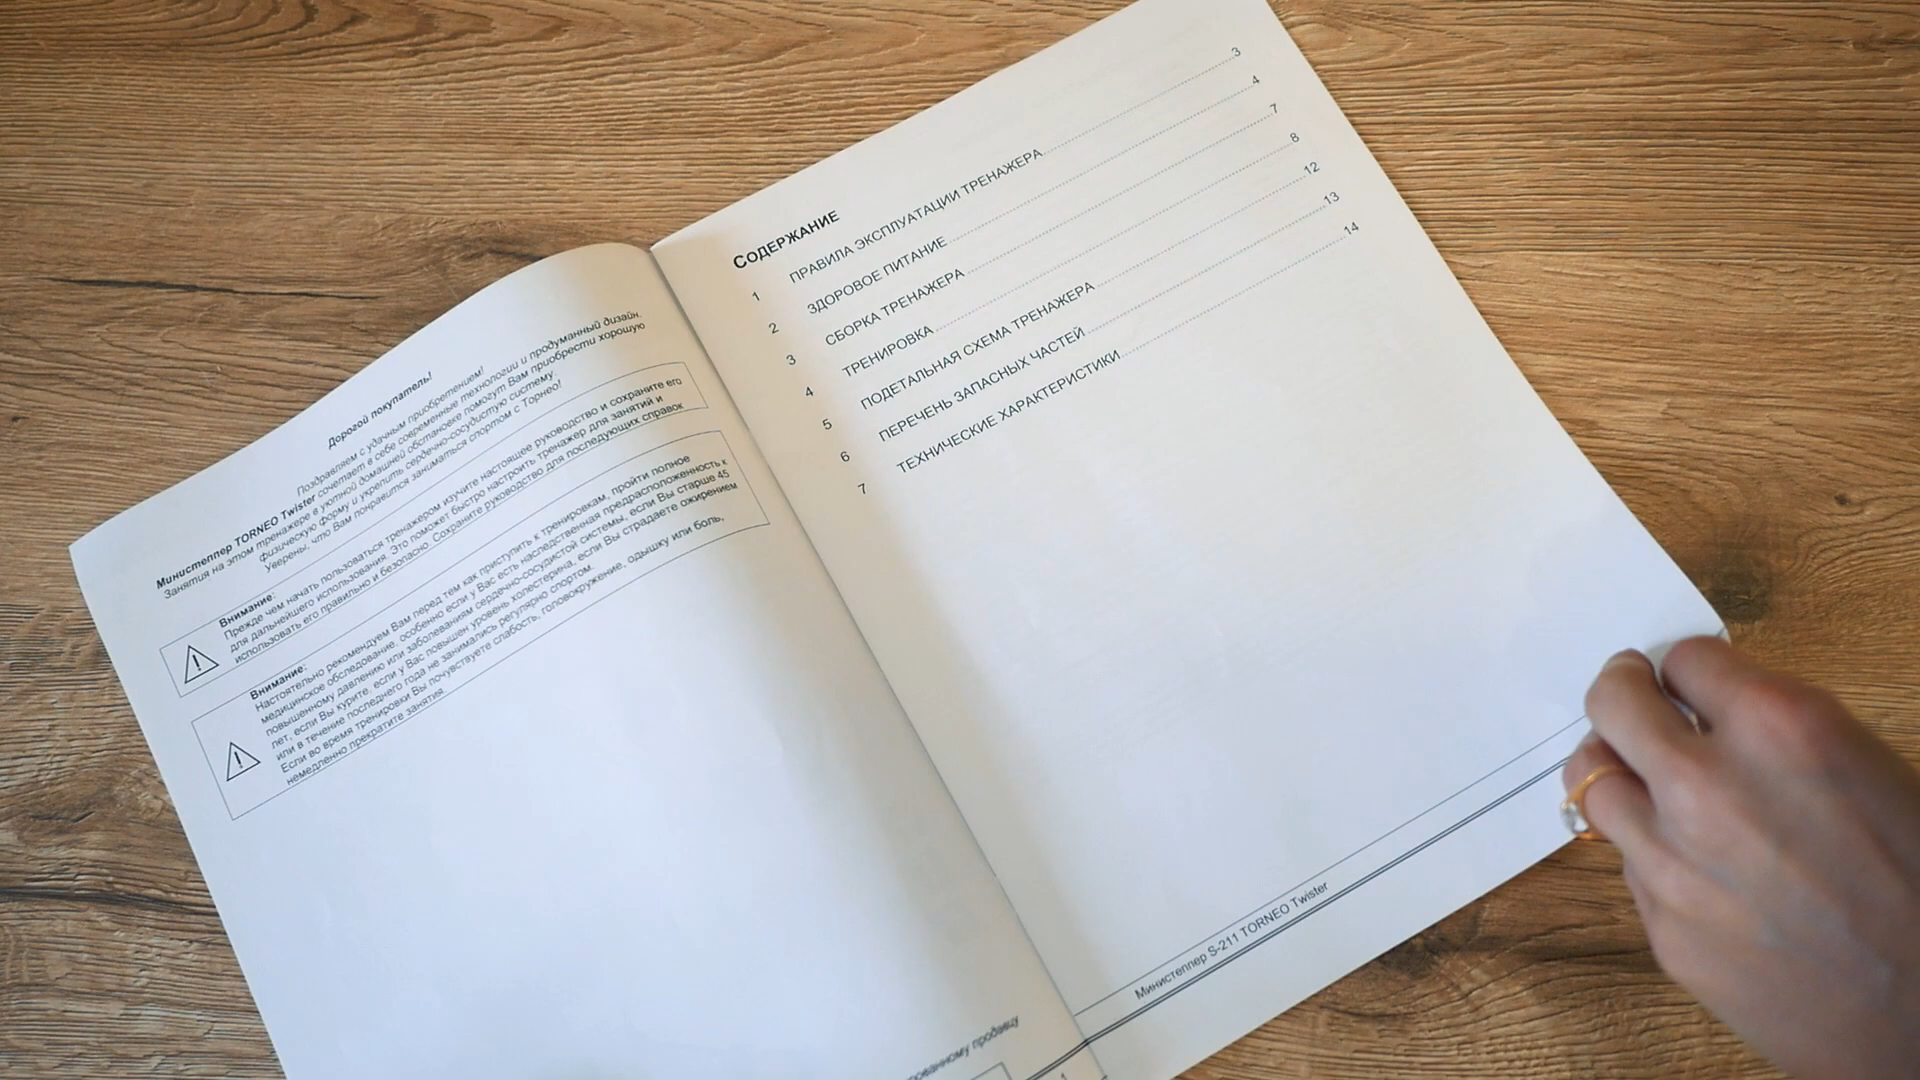 Дорогой покупатель!
Поздравляем с удачным приобретением!
Министеппер TORNEO Twister сочетает в себе современные технологии и продуманный дизайн.
Занятия на этом тренажере в уютной домашней обстановке помогут Вам приобрести хорошую
физическую форму и укрепить сердечно-сосудистую систему.
Уверены, что Вам понравится заниматься спортом с Торнео!
Внимание:
Прежде чем начать пользоваться тренажером изучите настоящее руководство и сохраните его
для дальнейшего использования. Это поможет быстро настроить тренажер для занятий и
использовать его правильно и безопасно. Сохраните руководство для последующих справок
Внимание:
Настоятельно рекомендуем Вам перед тем как приступить к тренировкам, пройти полное
медицинское обследование, особенно если у Вас есть наследственная предрасположенность к
повышенному давлению или заболеваниям сердечно-сосудистой системы, если Вы старше 45
лет, если Вы курите, если у Вас повышен уровень холестерина, если Вы страдаете ожирением
или в течение последнего года не занимались регулярно спортом.
Если во время тренировки Вы почувствуете слабость, головокружение, одышку или боль,
немедленно прекратите занятия.
продавцу
1
СОДЕРЖАНИЕ
1 ПРАВИЛА ЭКСПЛУАТАЦИИ ТРЕНАЖЕРА 3
2 ЗДОРОВОЕ ПИТАНИЕ 4
3 СБОРКА ТРЕНАЖЕРА 7
4 ТРЕНИРОВКА 8
5 ПОДЕТАЛЬНАЯ СХЕМА ТРЕНАЖЕРА 12
6 ПЕРЕЧЕНЬ ЗАПАСНЫХ ЧАСТЕЙ 13
7 ТЕХНИЧЕСКИЕ ХАРАКТЕРИСТИКИ 14
Министеппер S-211 TORNEO Twister